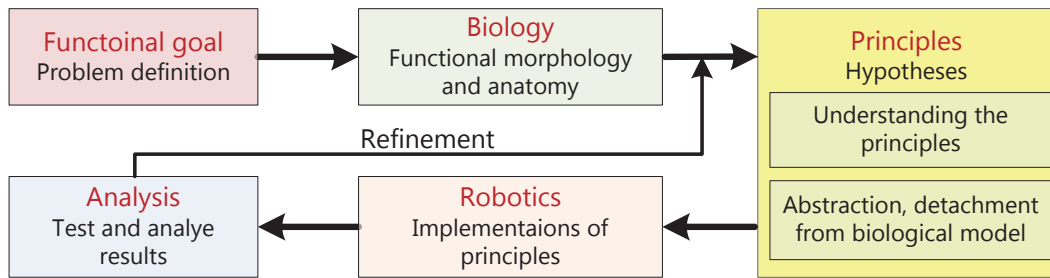 Functoinal goal
Problem definition
Biology
Functional morphology
and anatomy
Principles
Hypotheses
Understanding the
principles
Abstraction, detachment
from biological model
Refinement
Analysis
Test and analye
results
Robotics
Implementaions of
principles